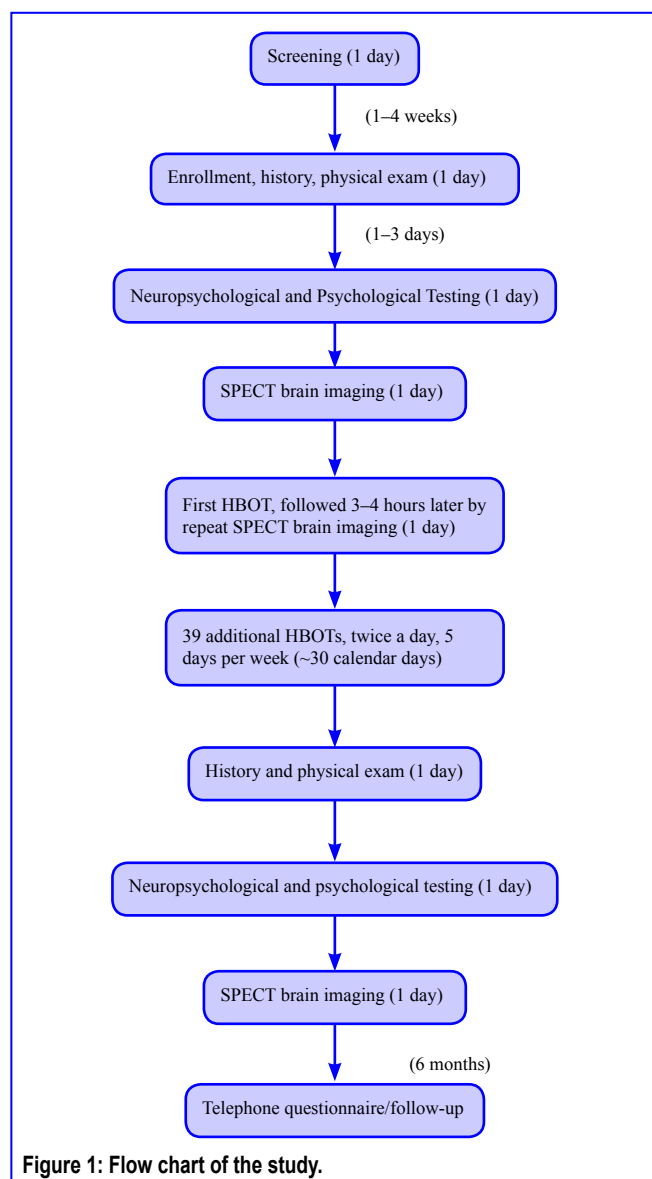 Screening (1 day)
(1–4 weeks)
Enrollment, history, physical exam (1 day)
(1–3 days)
Neuropsychological and Psychological Testing (1 day)
SPECT brain imaging (1 day)
First HBOT, followed 3–4 hours later by
repeat SPECT brain imaging (1 day)
39 additional HBOTs, twice a day, 5
days per week (~30 calendar days)
History and physical exam (1 day)
Neuropsychological and psychological testing (1 day)
SPECT brain imaging (1 day)
(6 months)
Telephone questionnaire/follow-up
Figure 1: Flow chart of the study.